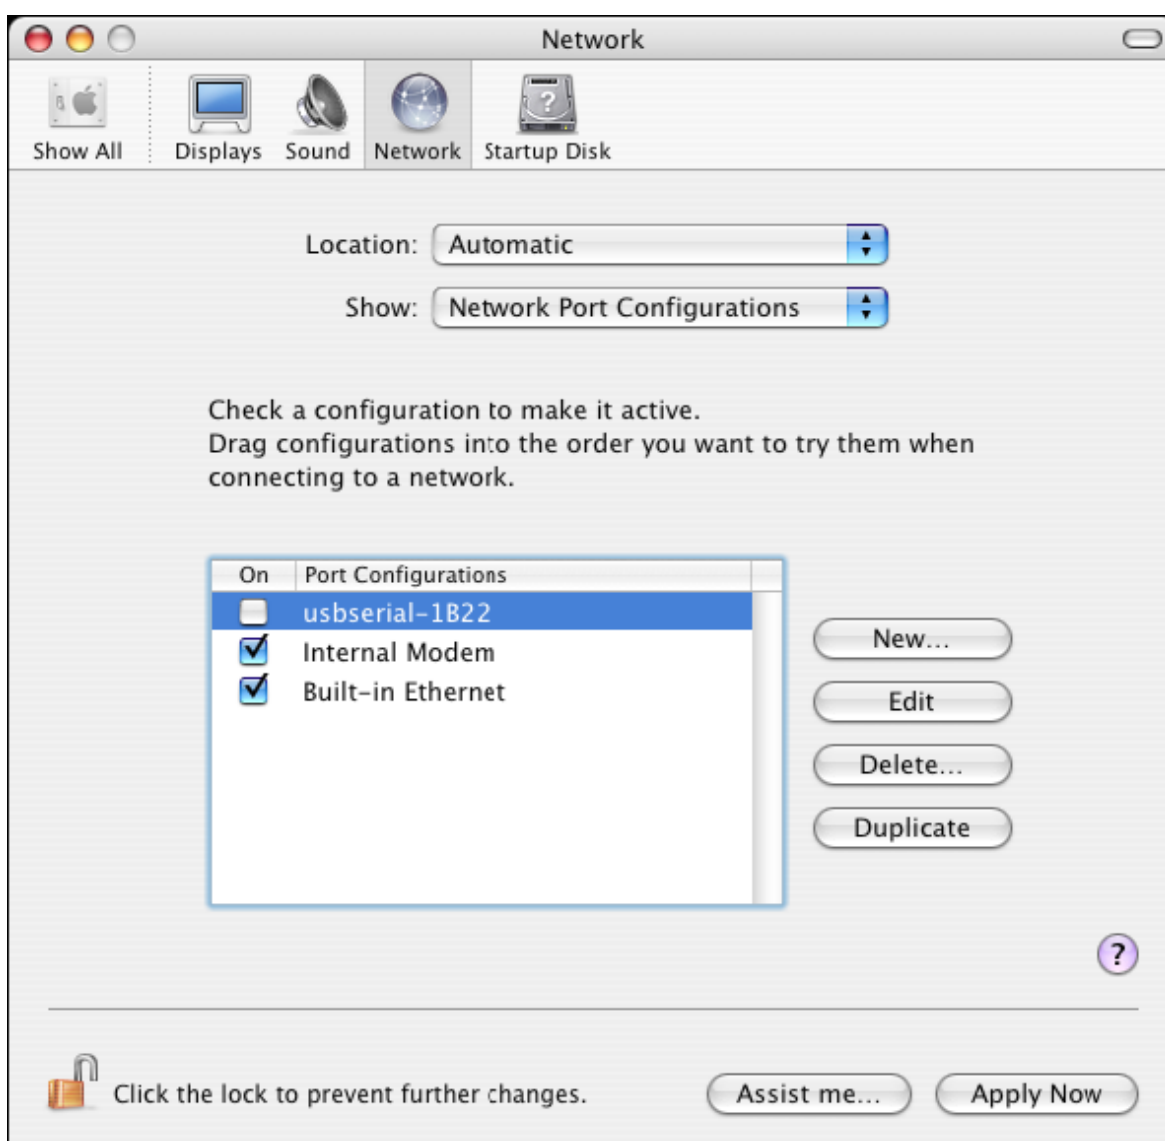 Network
Show All Displays Sound Network Startup Disk
Location: Automatic
Show: Network Port Configurations
Check a configuration to make it active.
Drag configurations into the order you want to try them when
connecting to a network.
On Port Configurations
usbserial-1B22
Internal Modem
Built-in Ethernet
New...
Edit
Delete...
Duplicate
?
Click the lock to prevent further changes. Assist me... Apply Now